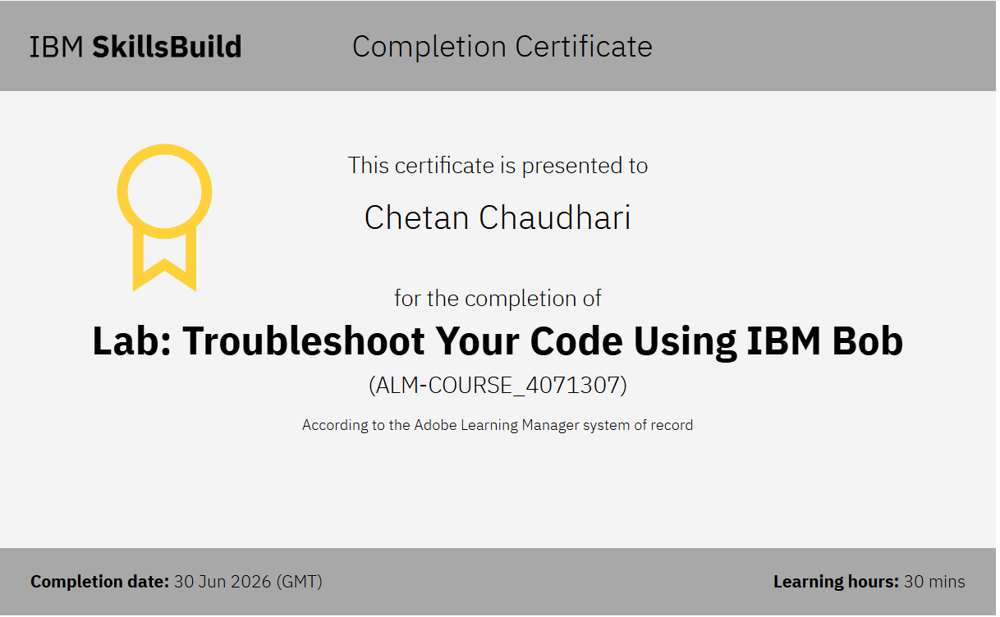 IBM SkillsBuild
Completion Certificate
This certificate is presented to
Chetan Chaudhari
for the completion of
Lab: Troubleshoot Your Code Using IBM Bob
(ALM-COURSE_4071307)
According to the Adobe Learning Manager system of record
Completion date: 30 Jun 2026 (GMT)
Learning hours: 30 mins